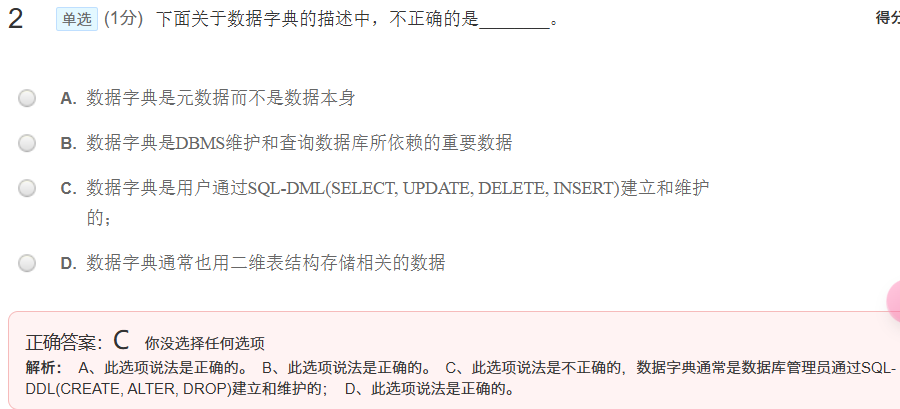 2 单选 (1分) 下面关于数据字典的描述中，不正确的是________。 得分
A. 数据字典是元数据而不是数据本身
B. 数据字典是DBMS维护和查询数据库所依赖的重要数据
C. 数据字典是用户通过SQL-DML(SELECT, UPDATE, DELETE, INSERT)建立和维护
的；
D. 数据字典通常也用二维表结构存储相关的数据
正确答案：C 你没选择任何选项
解析： A、此选项说法是正确的。 B、此选项说法是正确的。 C、此选项说法是不正确的，数据字典通常是数据库管理员通过SQL-
DDL(CREATE, ALTER, DROP)建立和维护的； D、此选项说法是正确的。